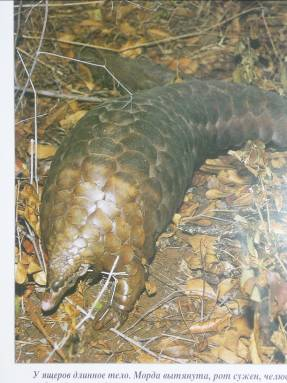 У ящеров длинное тело. Морда вытянута, рот сужен,